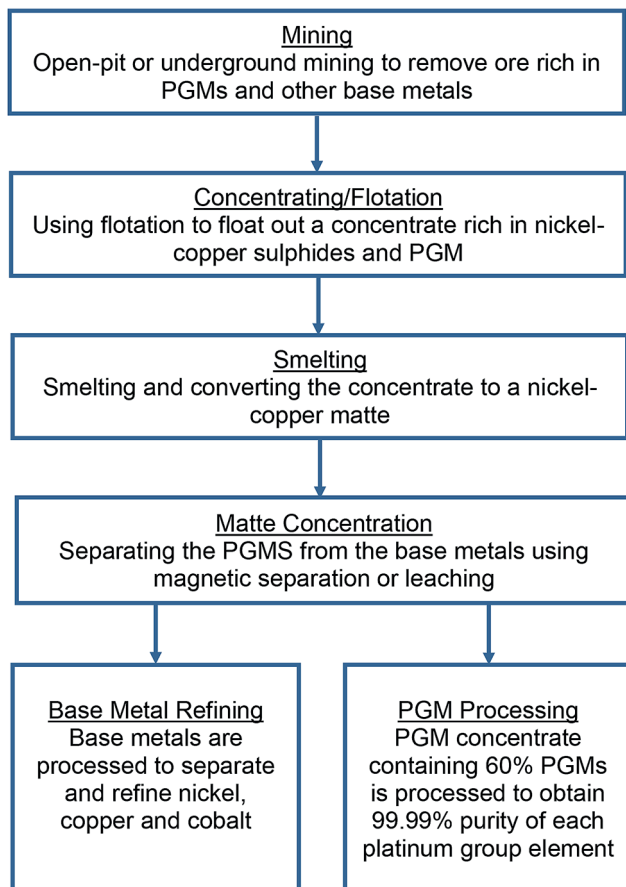 Mining
Open-pit or underground mining to remove ore rich in
PGMs and other base metals
Concentrating/Flotation
Using flotation to float out a concentrate rich in nickel-
copper sulphides and PGM
Smelting
Smelting and converting the concentrate to a nickel-
copper matte
Matte Concentration
Separating the PGMS from the base metals using
magnetic separation or leaching
Base Metal Refining
Base metals are
processed to separate
and refine nickel,
copper and cobalt
PGM Processing
PGM concentrate
containing 60% PGMs
is processed to obtain
99.99% purity of each
platinum group element